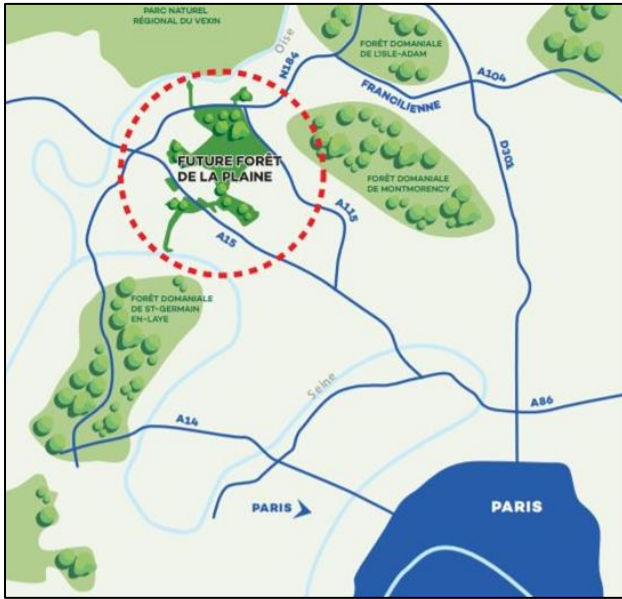 PARC NATUREL
RÉGIONAL DU VEXIN
Oise
N184
FORÊT DOMANIALE
DE L'ISLE-ADAM
A104
FRANCILIENNE
D301
FUTURE FORÊT
DE LA PLAINE
FORÊT DOMANIALE
DE MONTMORENCY
A115
A15
FORÊT DOMANIALE
DE ST-GERMAIN
EN-LAYE
Seine
A86
A14
PARIS
PARIS